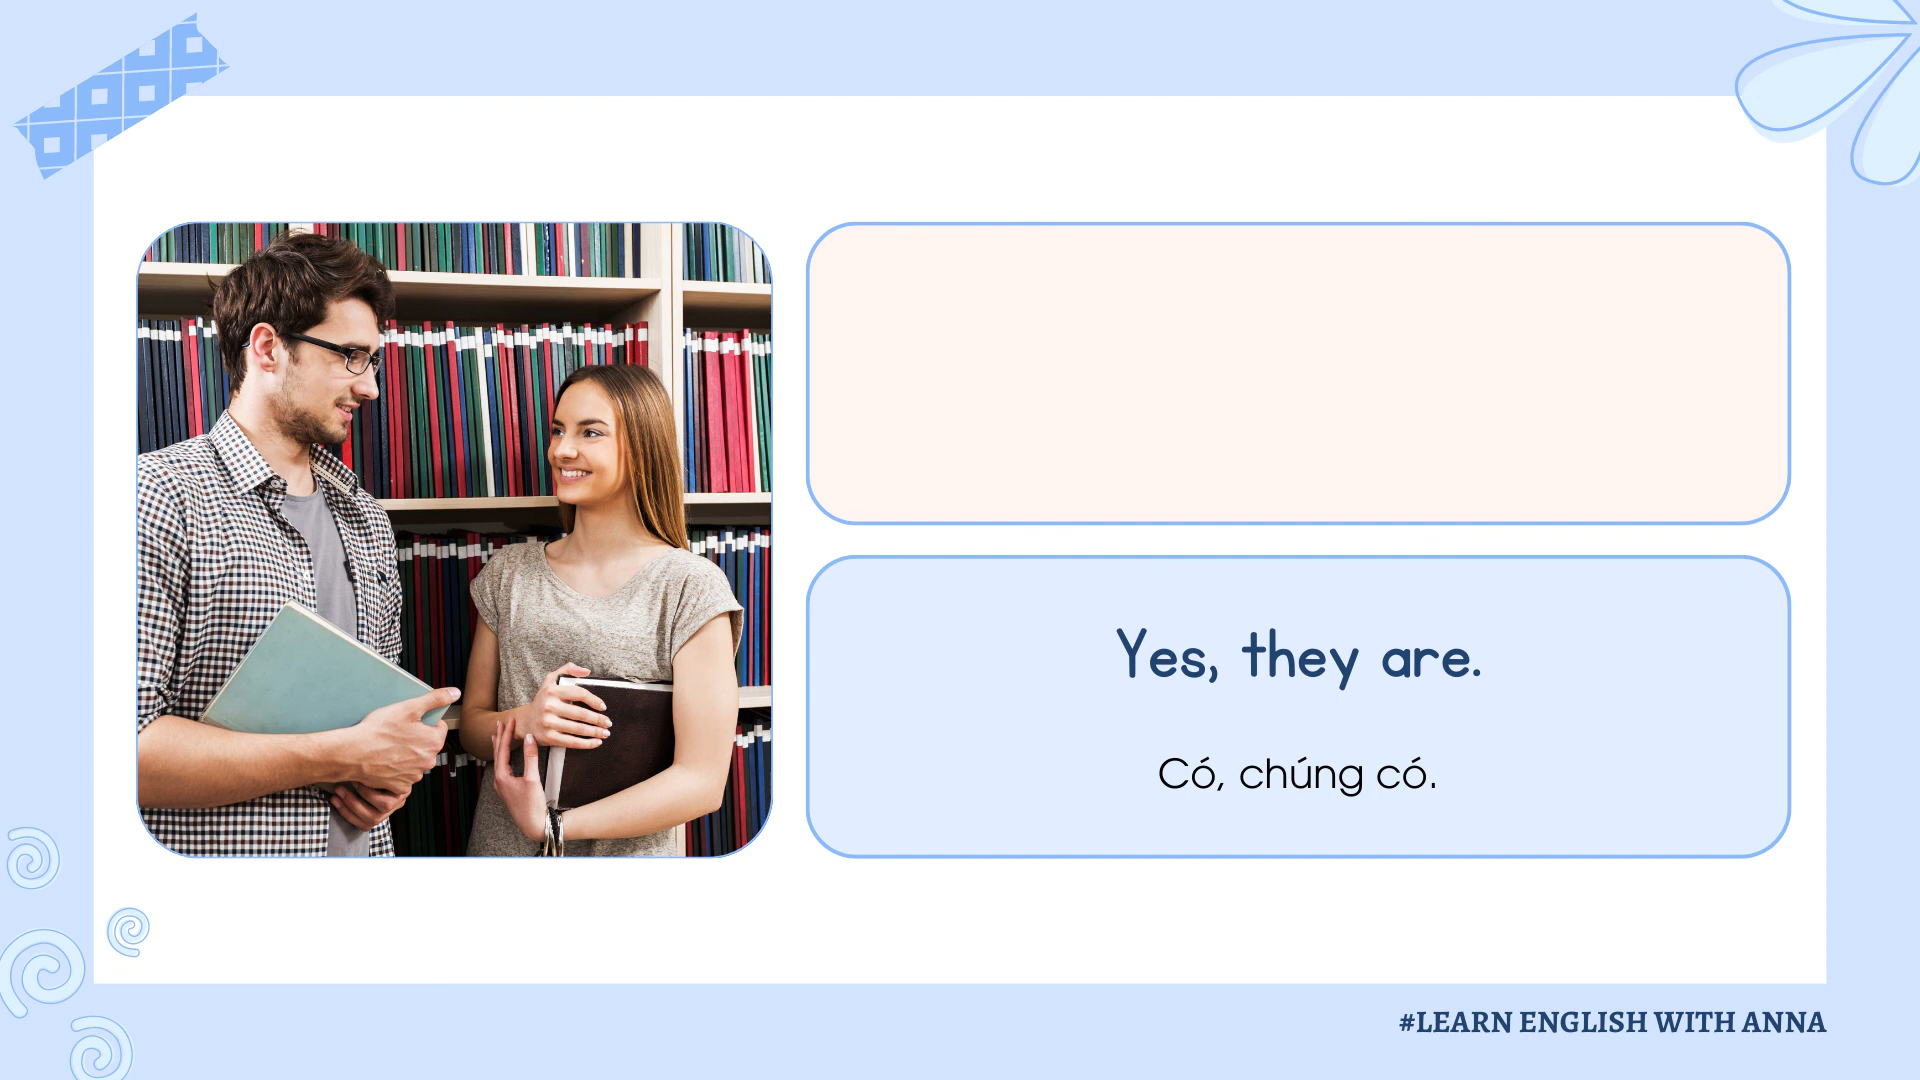 Yes, they are.
Có, chúng có.
#LEARN ENGLISH WITH ANNA